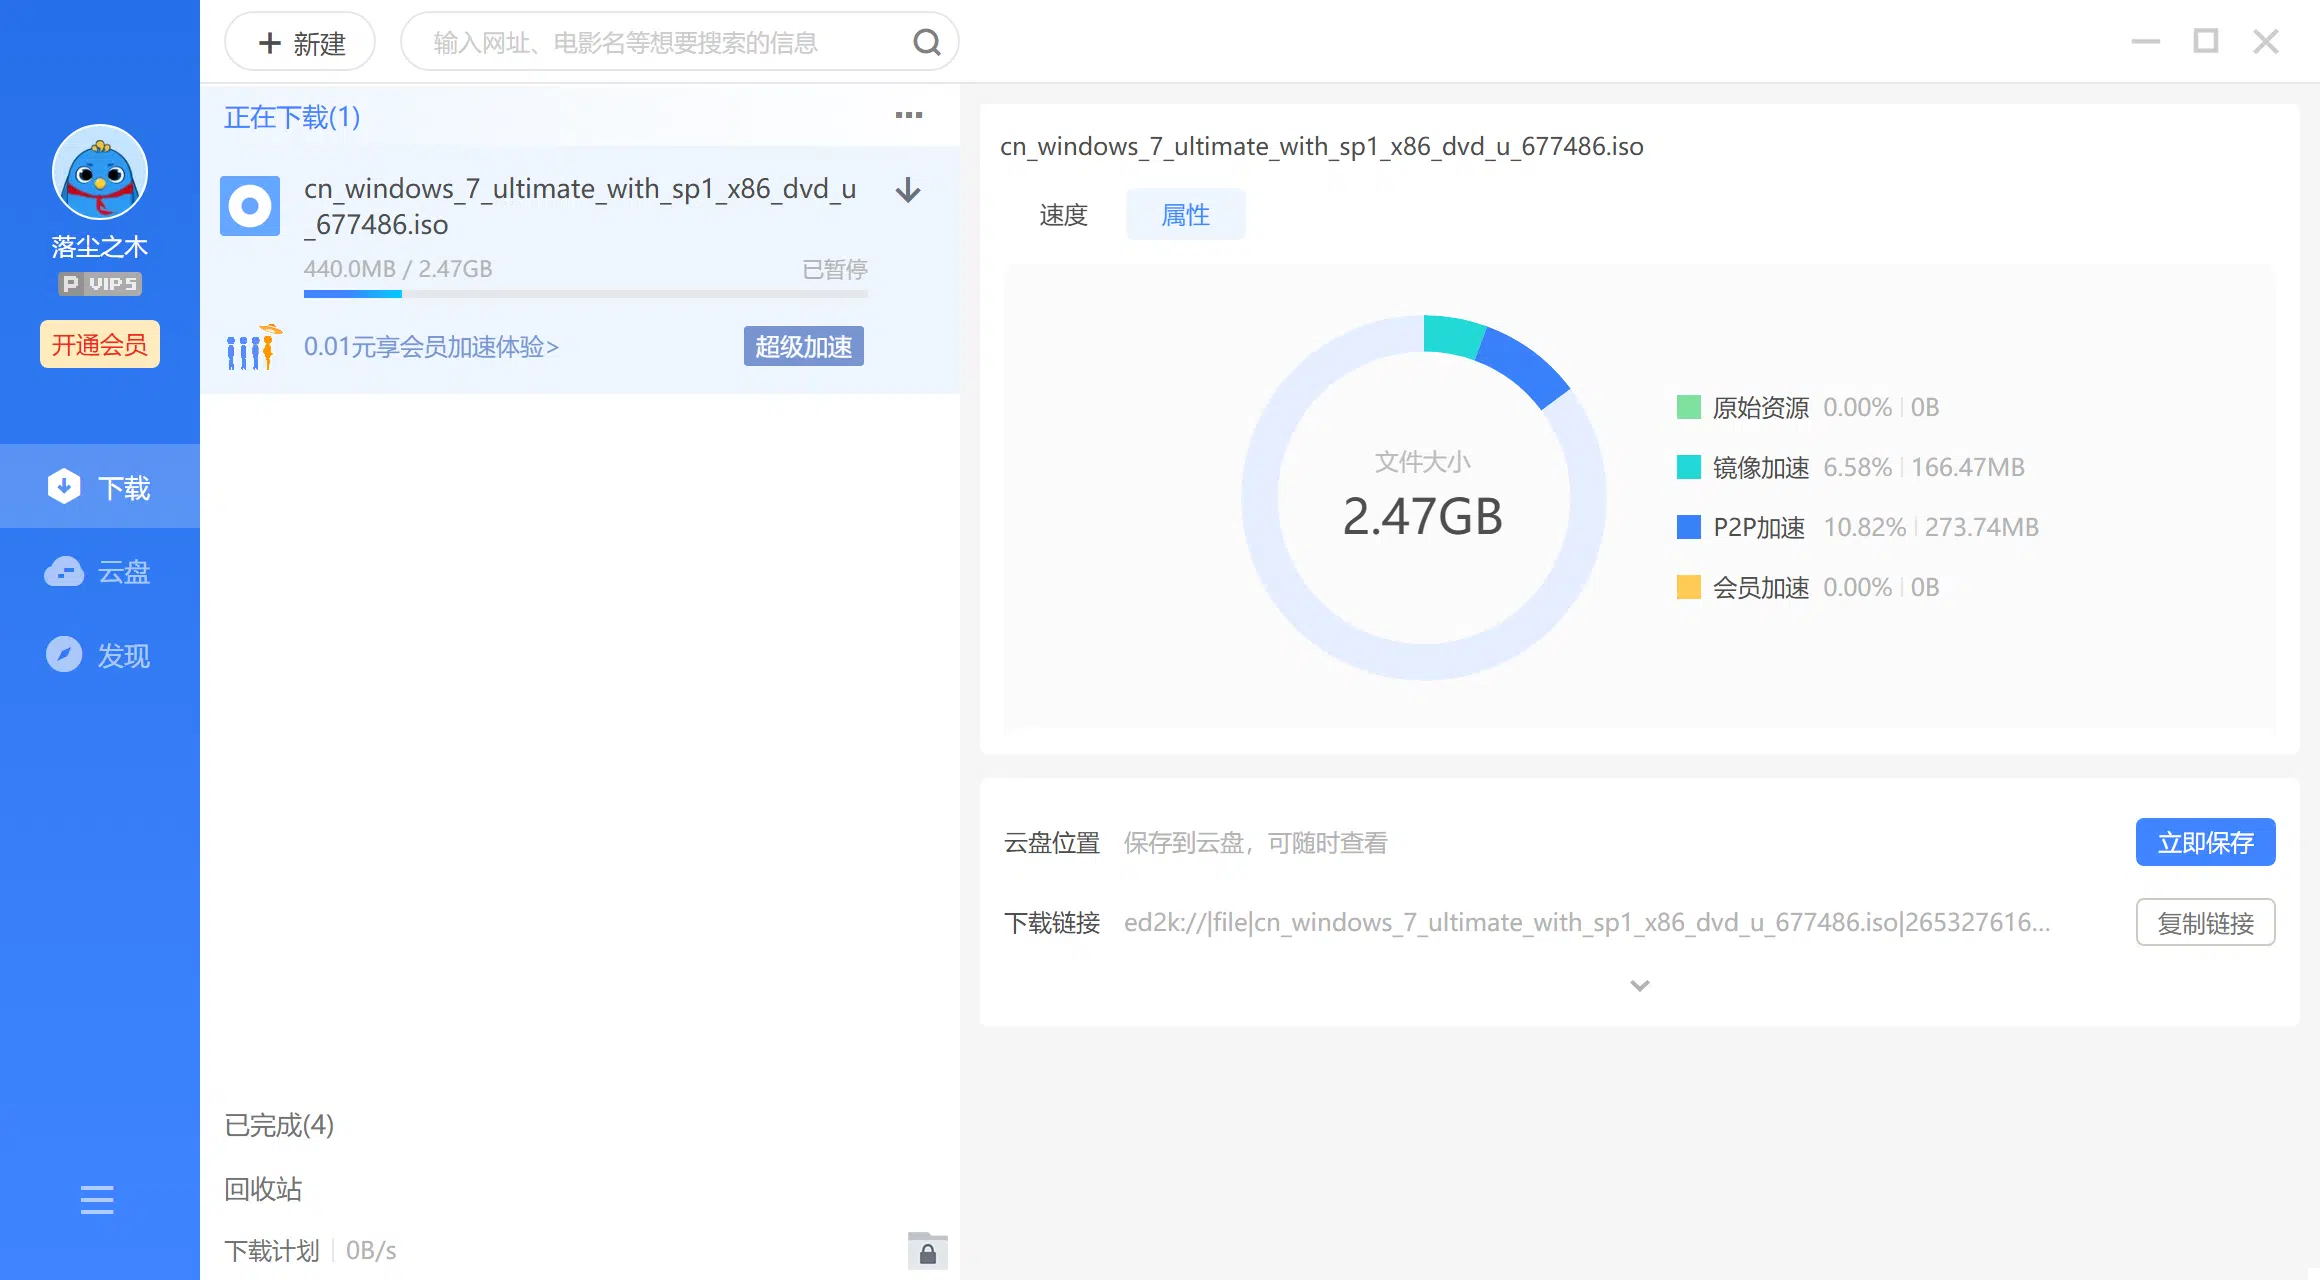 新建
输入网址、电影名等想要搜索的信息
落尘之木
P VIP5
开通会员
下载
云盘
发现
正在下载(1)
cn_windows_7_ultimate_with_sp1_x86_dvd_u
_677486.iso
440.0MB / 2.47GB 已暂停
0.01元享会员加速体验>
超级加速
已完成(4)
回收站
下载计划 0B/s
cn_windows_7_ultimate_with_sp1_x86_dvd_u_677486.iso
速度 属性
文件大小
2.47GB
原始资源 0.00% 0B
镜像加速 6.58% 166.47MB
P2P加速 10.82% 273.74MB
会员加速 0.00% 0B
云盘位置 保存到云盘，可随时查看 立即保存
下载链接 ed2k://|file|cn_windows_7_ultimate_with_sp1_x86_dvd_u_677486.iso|265327616... 复制链接